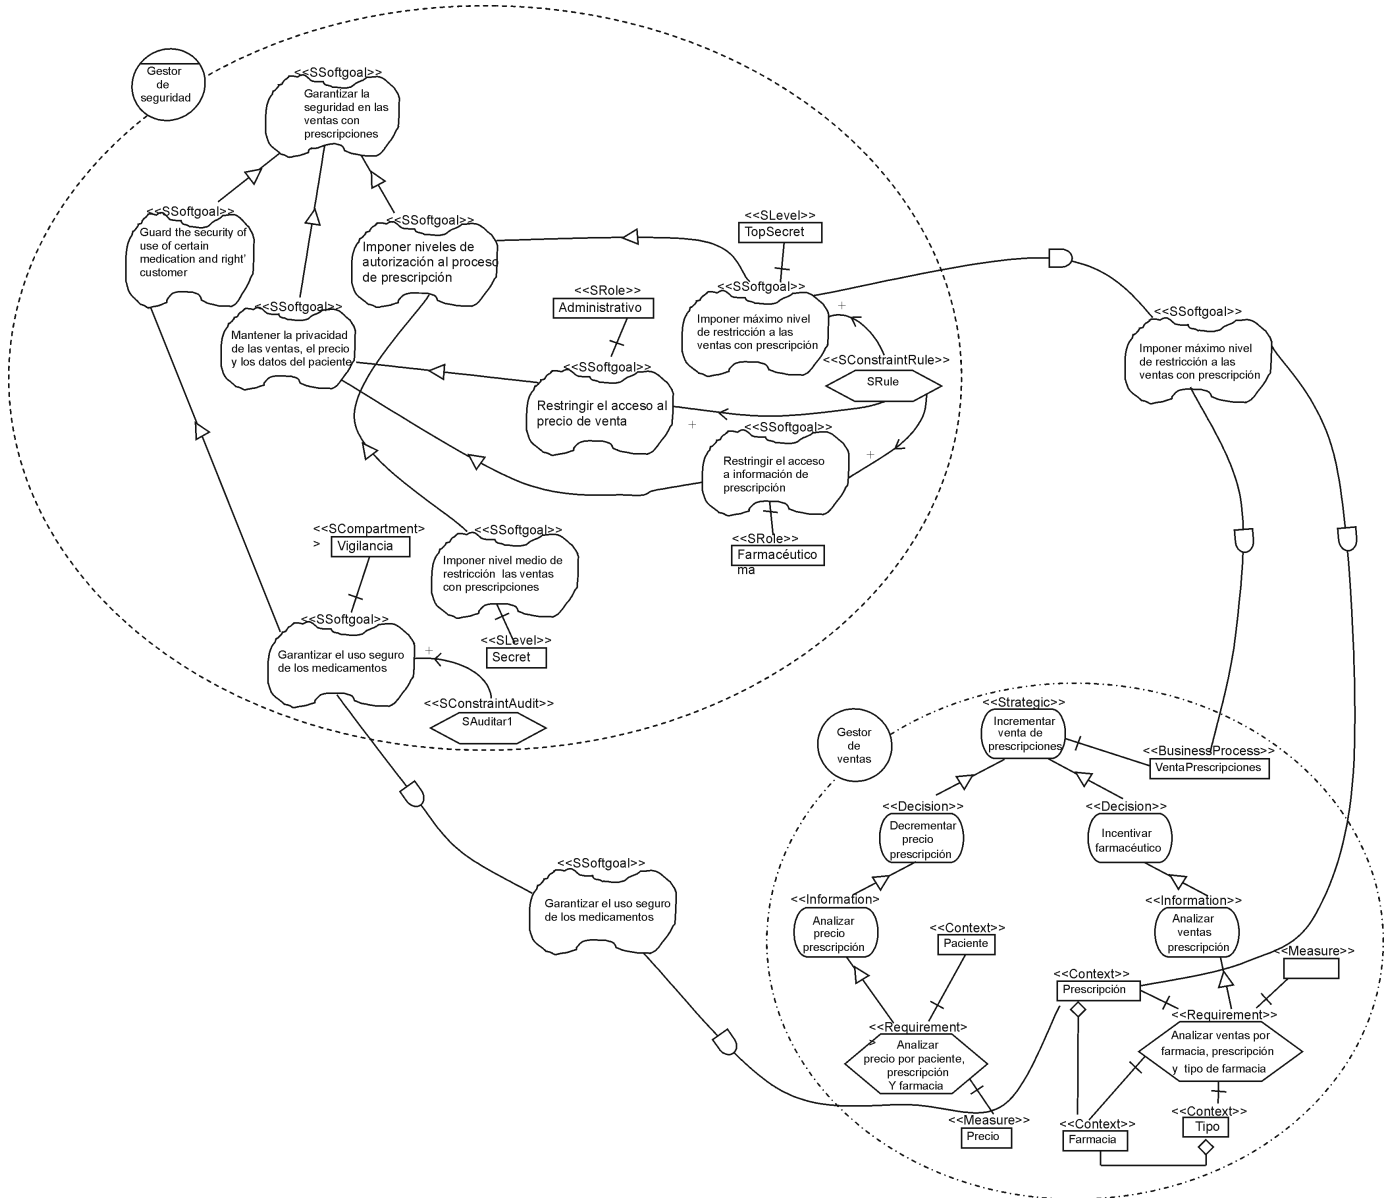 Gestor
de
seguridad
<<SSoftgoal>>
Garantizar la
seguridad en las
ventas con
prescripciones
<<SSoftgoal>>
Guard the security of
use of certain
medication and right’
customer
<<SSoftgoal>>
Imponer niveles de
autorización al proceso
de prescripción
<<SSoftgoal>>
Mantener la privacidad
de las ventas, el precio
y los datos del paciente
<<SLevel>>
TopSecret
<<SSoftgoal>>
Imponer máximo nivel
de restricción a las
ventas con prescripción
+
<<SRole>>
Administrativo
<<SSoftgoal>>
Restringir el acceso al
precio de venta
+
<<SConstraintRule>>
SRule
<<SSoftgoal>>
Restringir el acceso
a información de
prescripción
+
<<SRole>>
Farmacéutico
ma
<<SSoftgoal>>
Imponer máximo nivel
de restricción a las
ventas con prescripción
<<SCompartment>
>
Vigilancia
<<SSoftgoal>>
Imponer nivel medio de
restricción las ventas
con prescripciones
<<SLevel>>
Secret
<<SSoftgoal>>
Garantizar el uso seguro
de los medicamentos
+
<<SConstraintAudit>>
SAuditar1
<<SSoftgoal>>
Garantizar el uso seguro
de los medicamentos
Gestor
de
ventas
<<Strategic>>
Incrementar
venta de
prescripciones
<<BusinessProcess>>
VentaPrescripciones
<<Decision>>
Decrementar
precio
prescripción
<<Decision>>
Incentivar
farmacéutico
<<Information>
Analizar
precio
prescripción
<<Information>>
Analizar
ventas
prescripción
<<Context>>
Paciente
<<Context>>
Prescripción
<<Measure>>
<<Requirement>
>
Analizar
precio por paciente,
prescripción
Y farmacia
<<Requirement>>
Analizar ventas por
farmacia, prescripción
y tipo de farmacia
<<Measure>>
Precio
<<Context>>
Farmacia
<<Context>>
Tipo